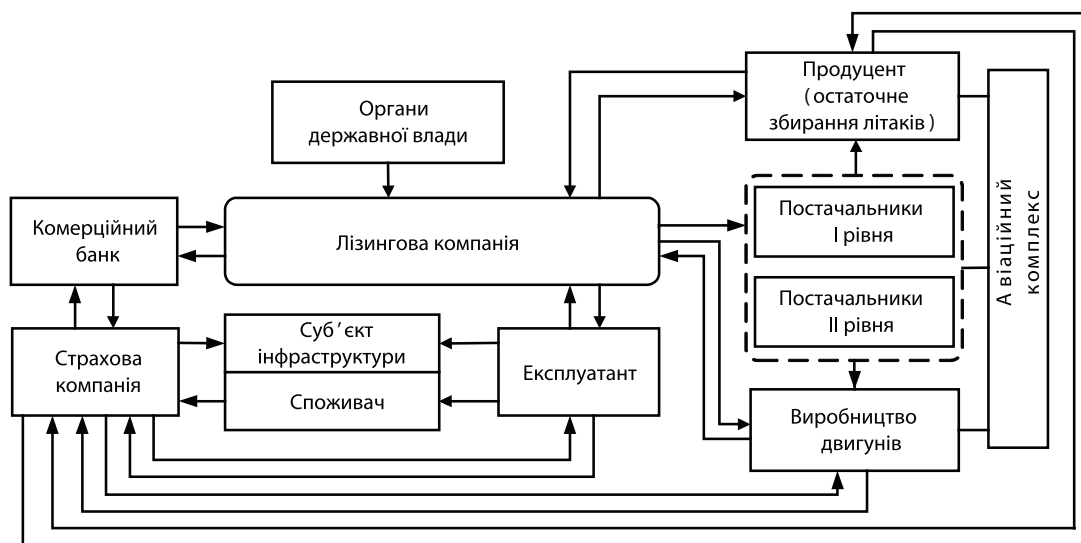 Органи
державної влади
Продуцент
( остаточне
збирання літаків )
Комерційний
банк
Лізингова компанія
Постачальники
I рівня
Постачальники
II рівня
А віаційний
комплекс
Страхова
компанія
Суб’єкт
інфраструктури
Споживач
Експлуатант
Виробництво
двигунів